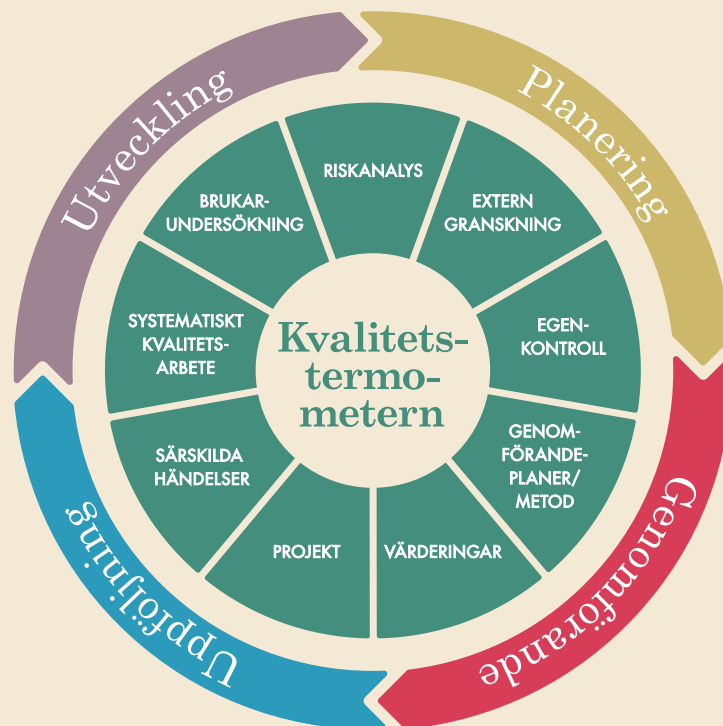 Utveckling
Planering
Genomförande
Uppföljning
RISKANALYS
EXTERN
GRANSKNING
EGEN-
KONTROLL
GENOM-
FÖRANDE-
PLANER/
METOD
VÄRDERINGAR
PROJEKT
SÄRSKILDA
HÄNDELSER
SYSTEMATISKT
KVALITETS-
ARBETE
BRUKAR-
UNDERSÖKNING
Kvalitets-
termo-
metern